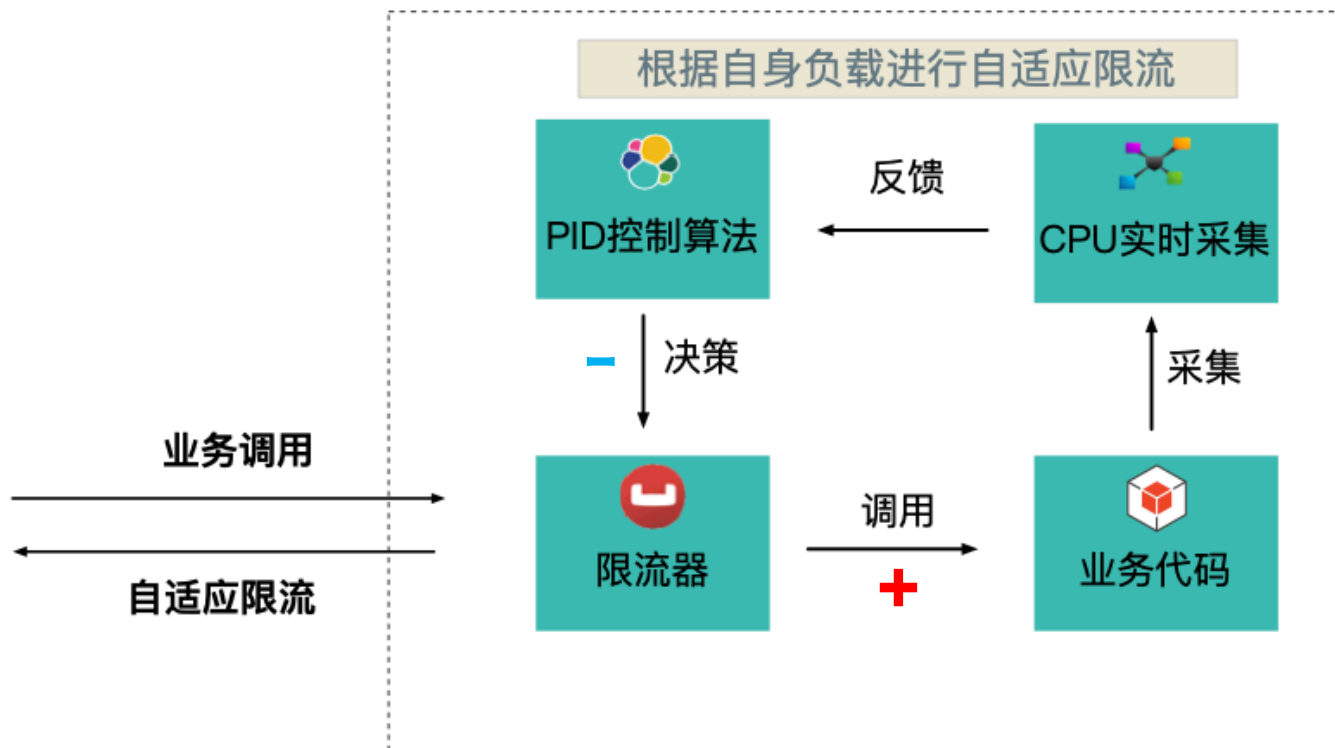 根据自身负载进行自适应限流
PID控制算法
反馈
CPU实时采集
－
决策
采集
业务调用
自适应限流
限流器
调用
+
业务代码